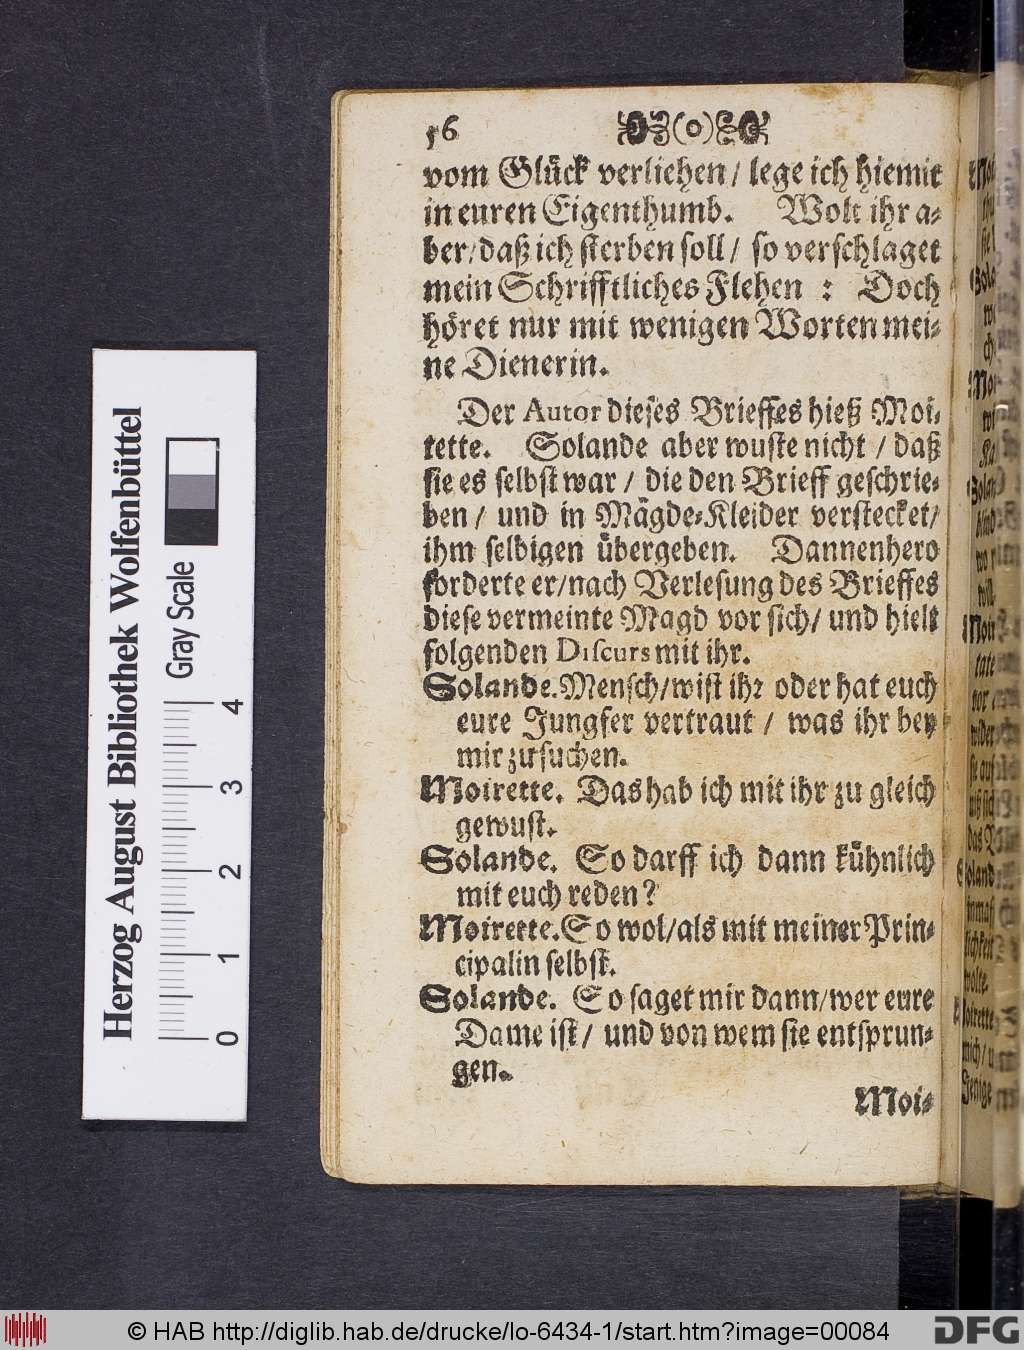 56 (o)
vom Glück verliehen / lege ich hiemit
in euren Eigenthumb. Wolt ihr a-
ber/daß ich sterben soll / so verschlaget
mein Schrifftliches Flehen : Doch
höret nur mit wenigen Worten mei-
ne Dienerin.
Der Autor dieses Brieffes hieß Moi-
rette. Solande aber wuste nicht / daß
sie es selbst war / die den Brieff geschrie-
ben / und in Mägde-Kleider verstecket/
ihm selbigen übergeben. Dannenhero
forderte er/nach Verlesung des Brieffes
diese vermeinte Magd vor sich/ und hielt
folgenden Discurs mit ihr.
Solande. Mensch/wist ihr oder hat euch
eure Jungfer vertraut / was ihr bey
mir zu suchen.
Moirette. Das hab ich mit ihr zu gleich
gewust.
Solande. So darff ich dann kühnlich
mit euch reden?
Moirette. So wol/als mit meiner Prin-
cipalin selbst.
Solande. So saget mir dann/wer eure
Dame ist / und von wem sie entsprun-
gen.
Moi-
Herzog August Bibliothek Wolfenbüttel
Gray Scale
0 1 2 3 4
© HAB http://diglib.hab.de/drucke/lo-6434-1/start.htm?image=00084
DFG